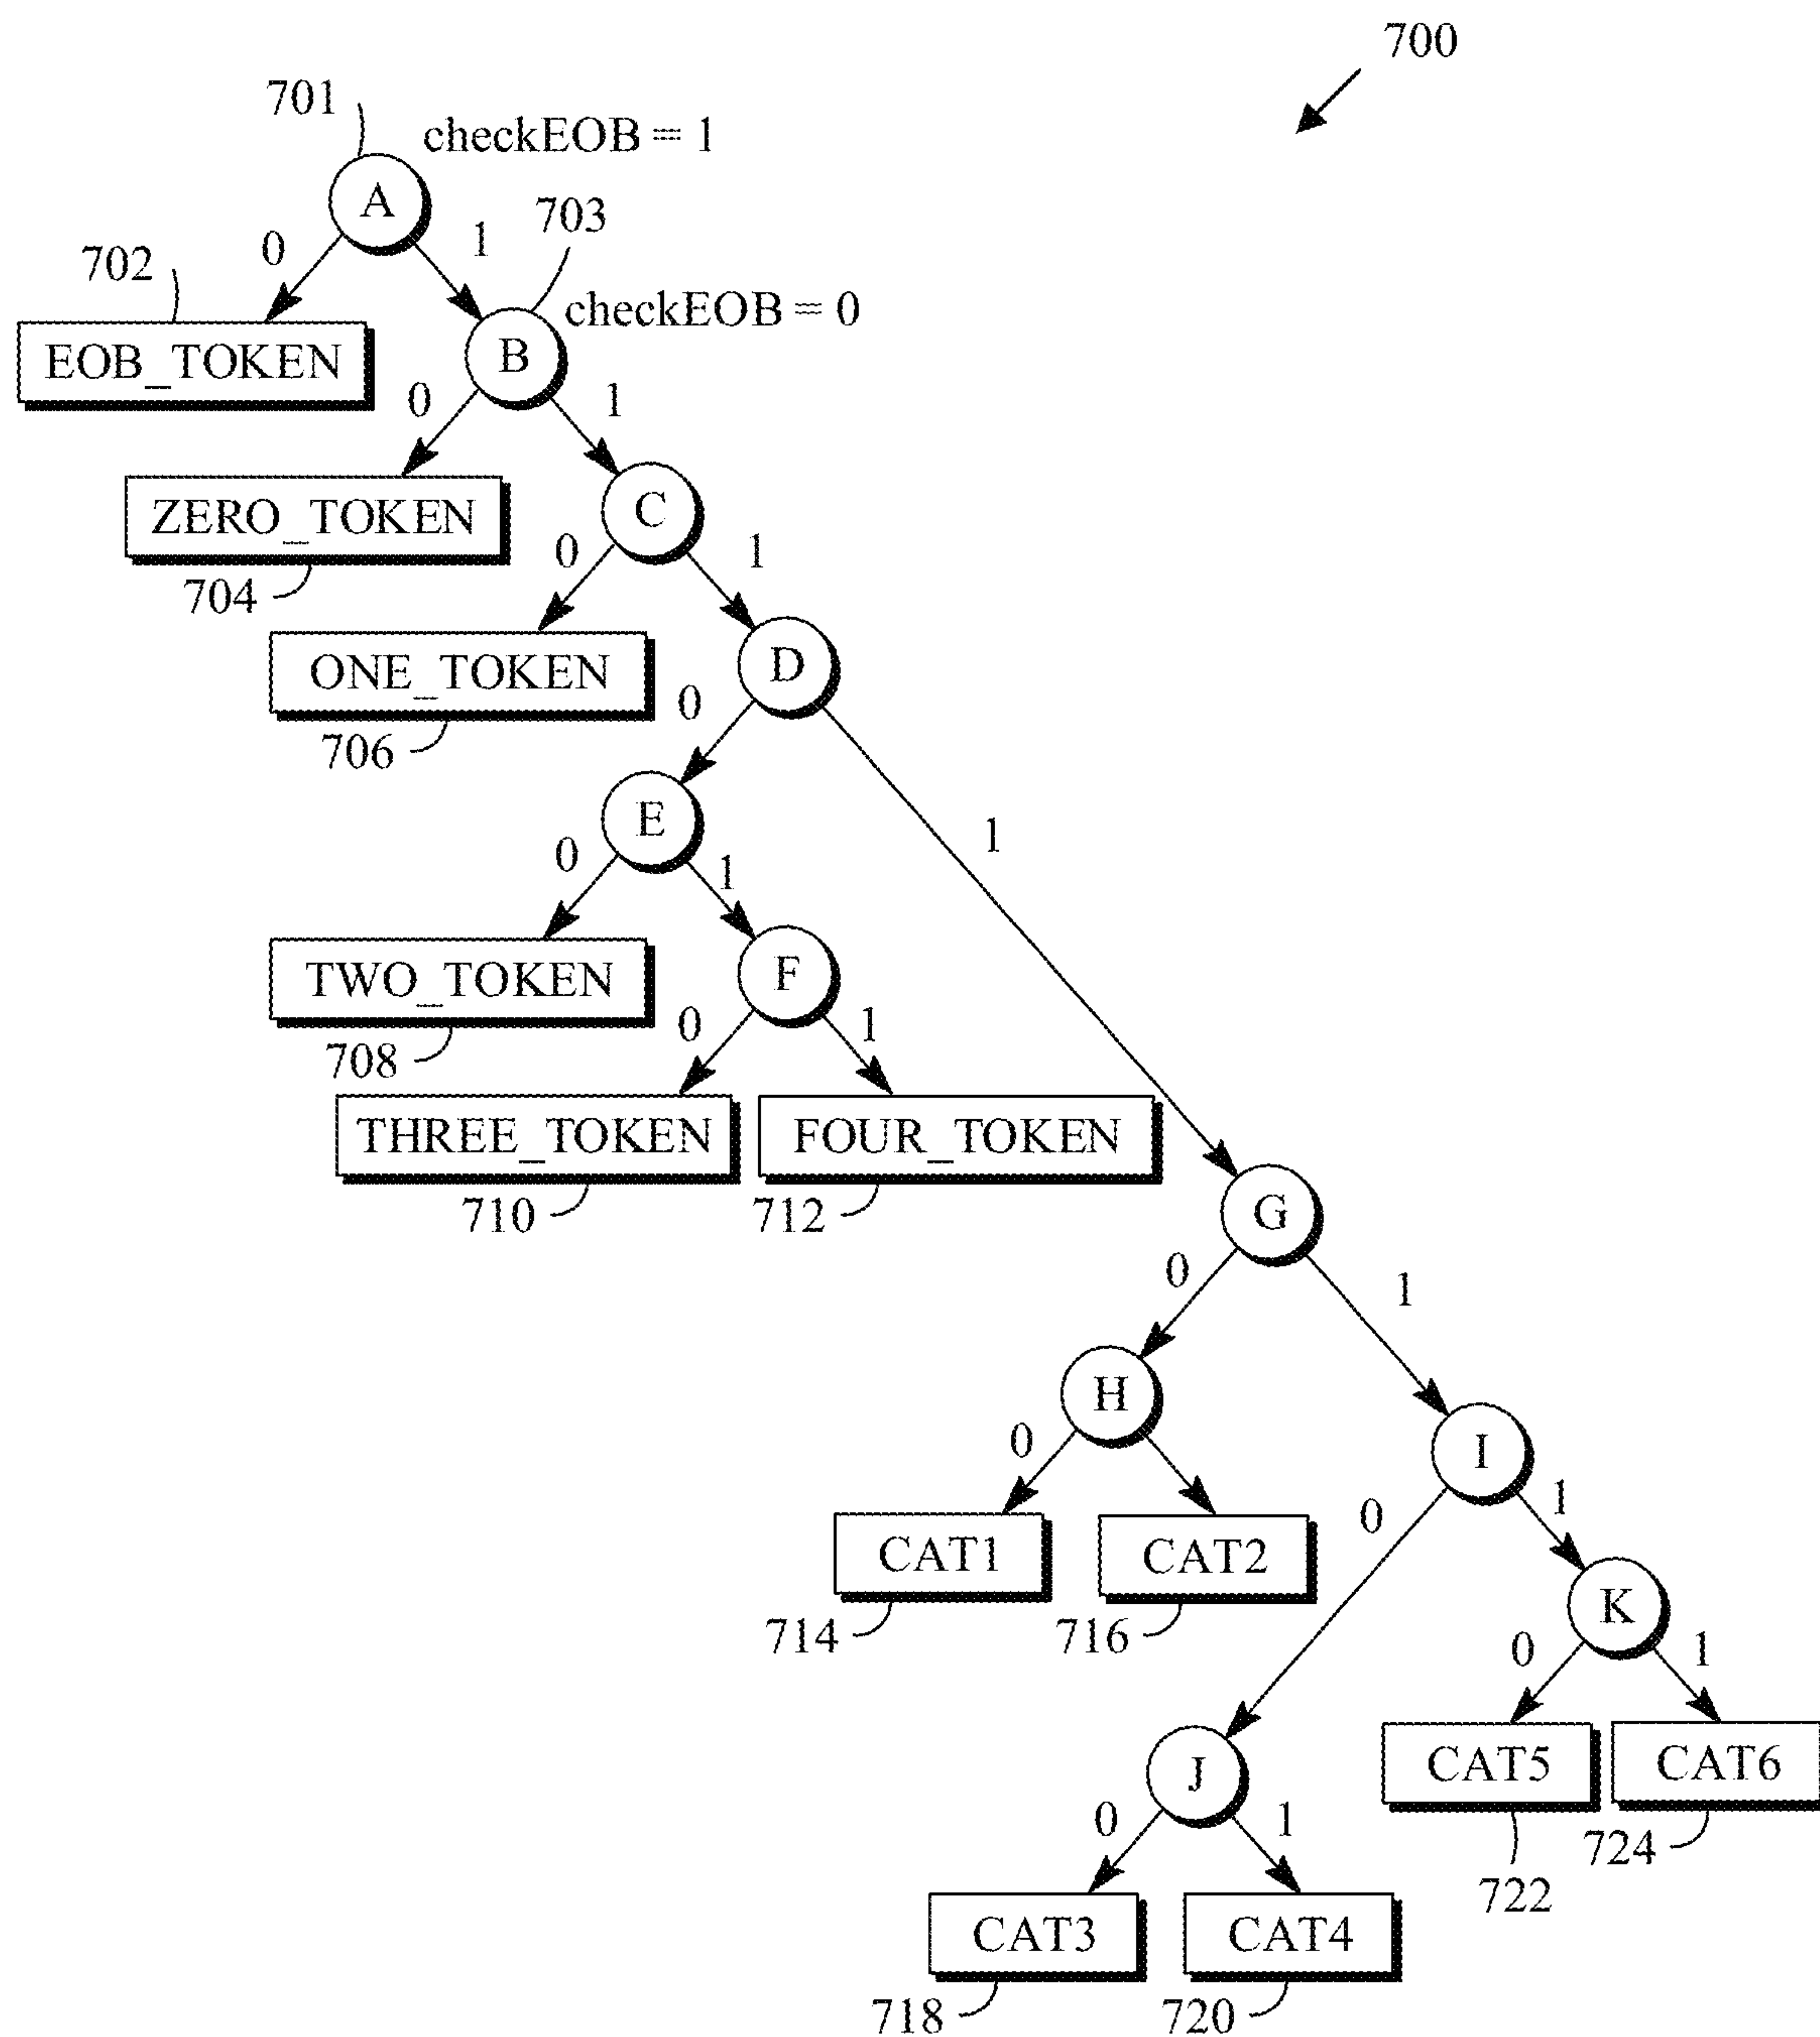 700
701
checkEOB = 1
A
703
0
1
702
checkEOB = 0
EOB_TOKEN
B
0
1
ZERO_TOKEN
C
704
0
1
ONE_TOKEN
D
706
0
1
E
0
1
TWO_TOKEN
F
708
0
1
THREE_TOKEN
FOUR_TOKEN
710
712
G
0
1
H
I
0
0
1
CAT1
CAT2
K
714
716
0
1
J
CAT5
CAT6
0
1
724
722
CAT3
CAT4
718
720